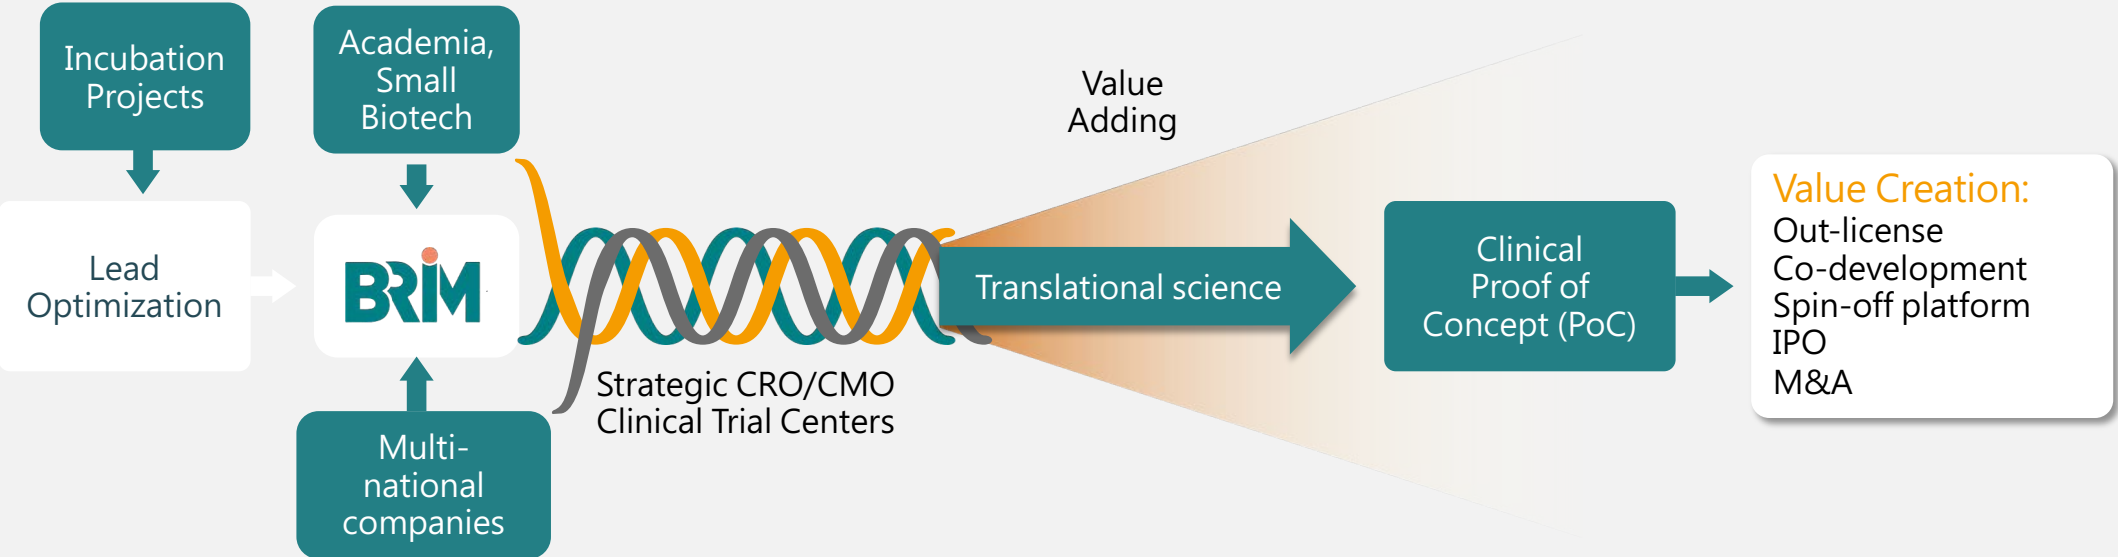 Incubation
Projects
Academia,
Small
Biotech
Lead
Optimization
BRIM
Multi-
national
companies
Strategic CRO/CMO
Clinical Trial Centers
Value
Adding
Translational science
Clinical
Proof of
Concept (PoC)
Value Creation:
Out-license
Co-development
Spin-off platform
IPO
M&A